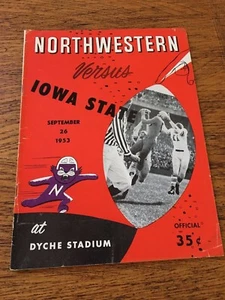 NORTHWESTERN
Versus
IOWA STATE
SEPTEMBER
26
1953
N
at
DYCHE STADIUM
OFFICIAL
35¢